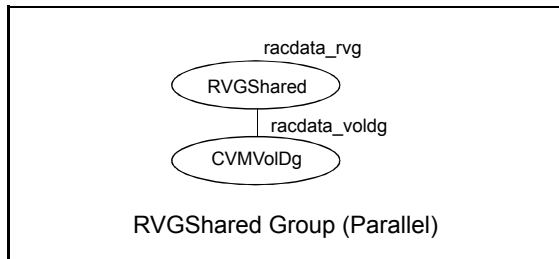 racdata_rvg
RVGShared
racdata_voldg
CVMVolDg
RVGShared Group (Parallel)